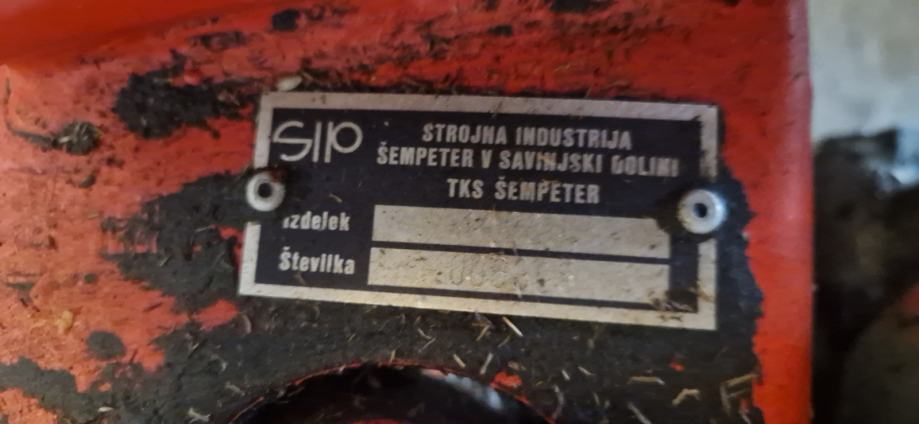 SIP
STROJNA INDUSTRIJA
ŠEMPETER V SAVINJSKI DOLINI
TKS ŠEMPETER
Izdelek
Številka